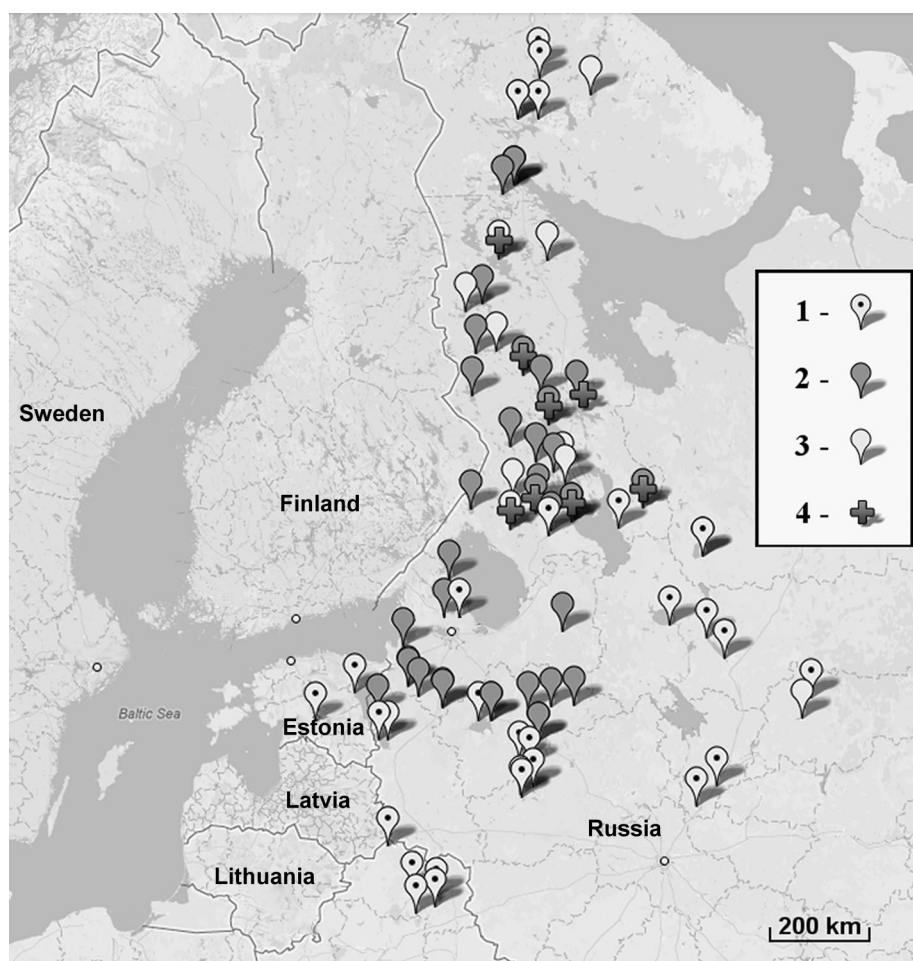 1 -
2 -
3 -
4 -
Sweden
Finland
Baltic Sea
Estonia
Latvia
Russia
Lithuania
200 km